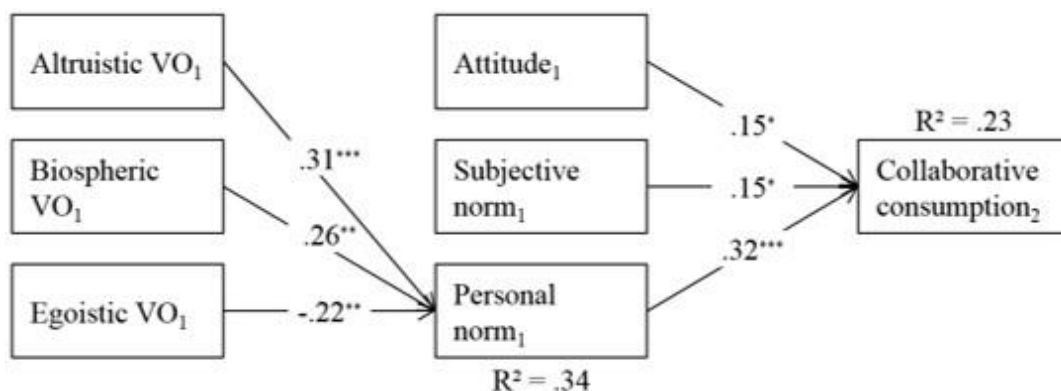 Altruistic VO₁
Biospheric
VO₁
Egoistic VO₁
.31***
.26**
-.22**
Attitude₁
Subjective
norm₁
Personal
norm₁
R² = .34
.15*
.15*
.32***
R² = .23
Collaborative
consumption₂